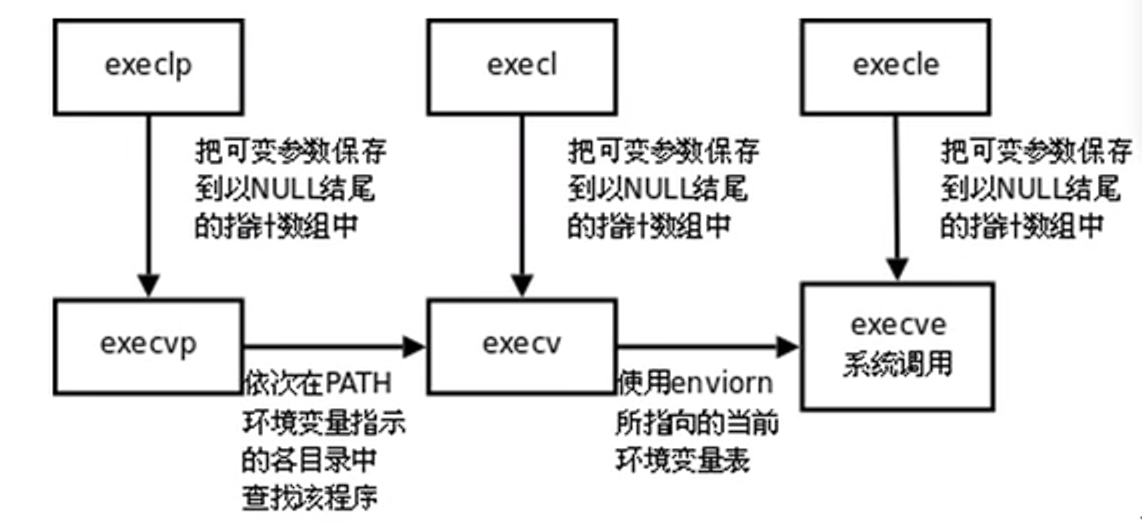 execlp
execl
execle
把可变参数保存
到以NULL结尾
的指针数组中
把可变参数保存
到以NULL结尾
的指针数组中
把可变参数保存
到以NULL结尾
的指针数组中
execvp
execv
execve
系统调用
依次在PATH
环境变量指示
的各目录中
查找该程序
使用enviorn
所指向的当前
环境变量表